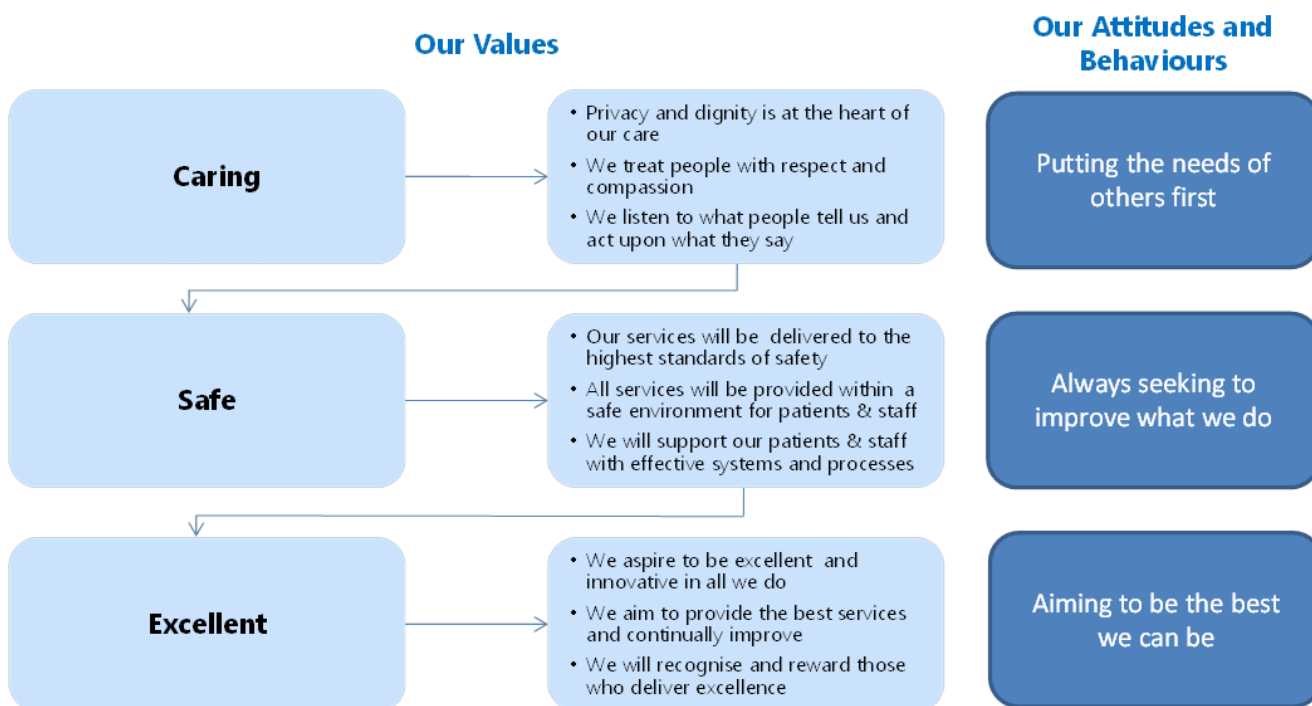 Our Values
Our Attitudes and
Behaviours
Caring
• Privacy and dignity is at the heart of
our care
• We treat people with respect and
compassion
• We listen to what people tell us and
act upon what they say
Putting the needs of
others first
Safe
• Our services will be delivered to the
highest standards of safety
• All services will be provided within a
safe environment for patients & staff
• We will support our patients & staff
with effective systems and processes
Always seeking to
improve what we do
Excellent
• We aspire to be excellent and
innovative in all we do
• We aim to provide the best services
and continually improve
• We will recognise and reward those
who deliver excellence
Aiming to be the best
we can be